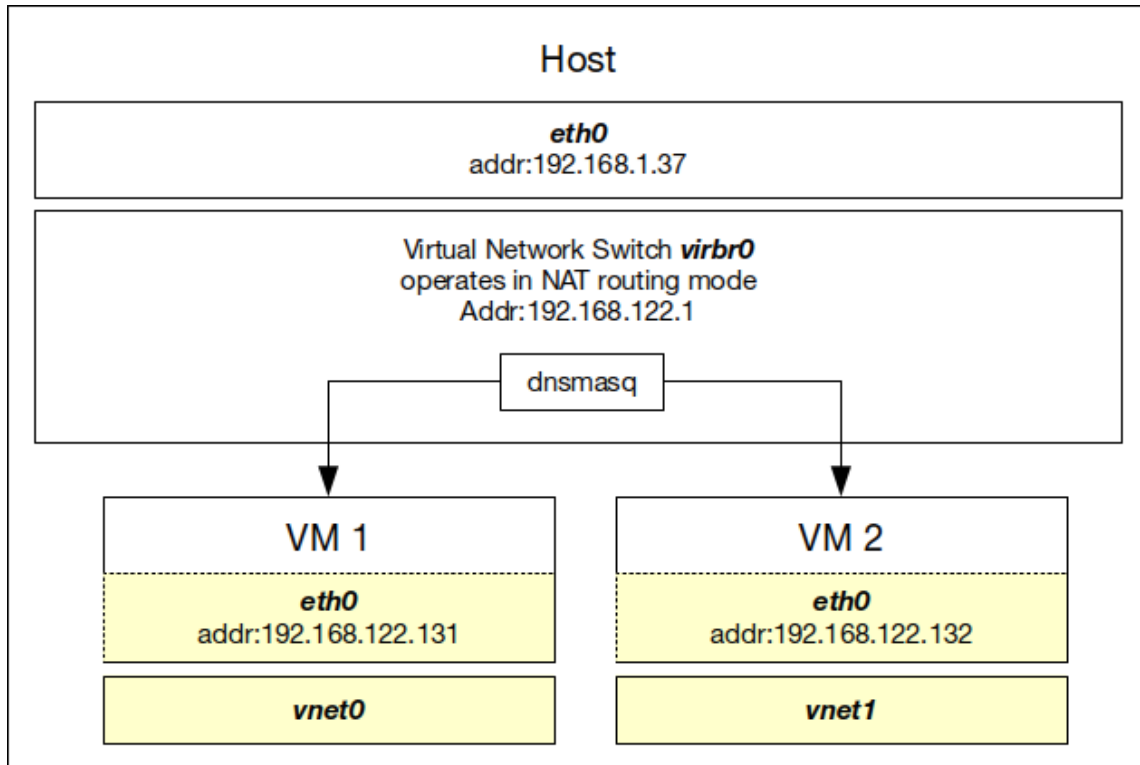 Host
eth0
addr:192.168.1.37
Virtual Network Switch virbr0
operates in NAT routing mode
Addr:192.168.122.1
dnsmasq
VM 1
eth0
addr:192.168.122.131
vnet0
VM 2
eth0
addr:192.168.122.132
vnet1